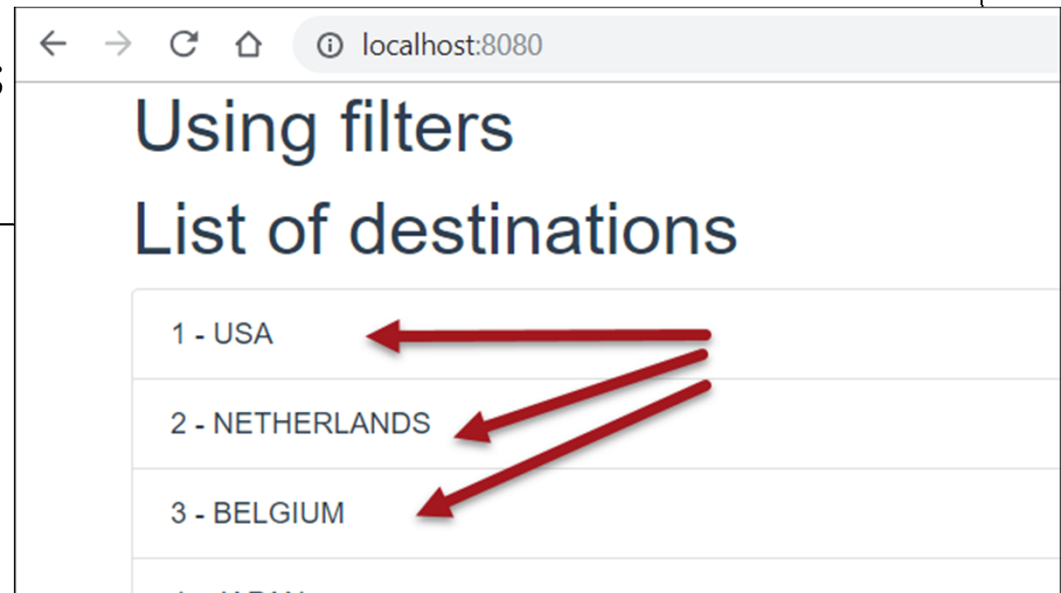 localhost:8080
Using filters
List of destinations
1 - USA
2 - NETHERLANDS
3 - BELGIUM